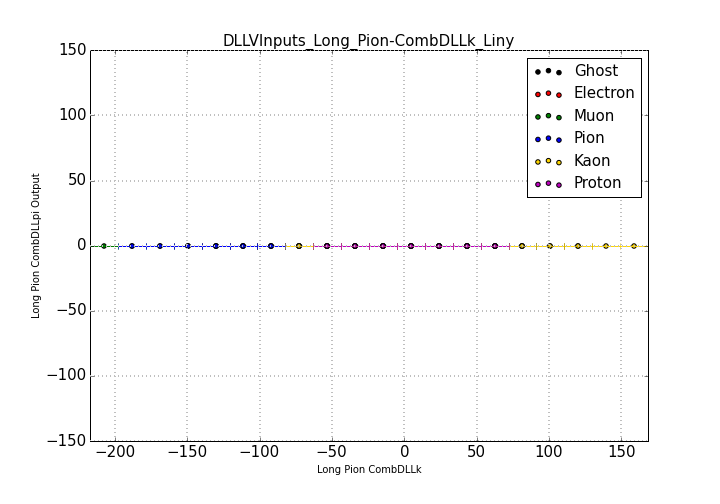 DLLVInputs_Long_Pion-CombDLLk_Liny
150
100
50
0
−50
−100
−150
Long Pion CombDLLpi Output
Ghost
Electron
Muon
Pion
Kaon
Proton
−200 −150 −100 −50 0 50 100 150
Long Pion CombDLLk